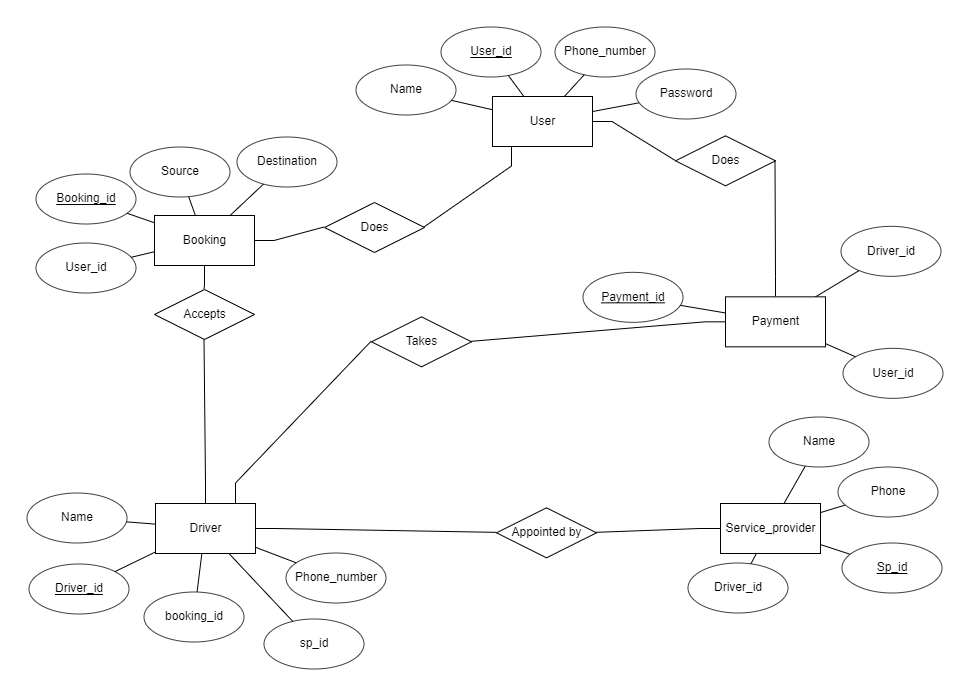 User_id
Phone_number
Name
Password
User
Does
Destination
Source
Booking_id
Does
Booking
User_id
Driver_id
Payment_id
Accepts
Payment
Takes
User_id
Name
Phone
Name
Driver
Appointed by
Service_provider
Sp_id
Phone_number
Driver_id
Driver_id
booking_id
sp_id